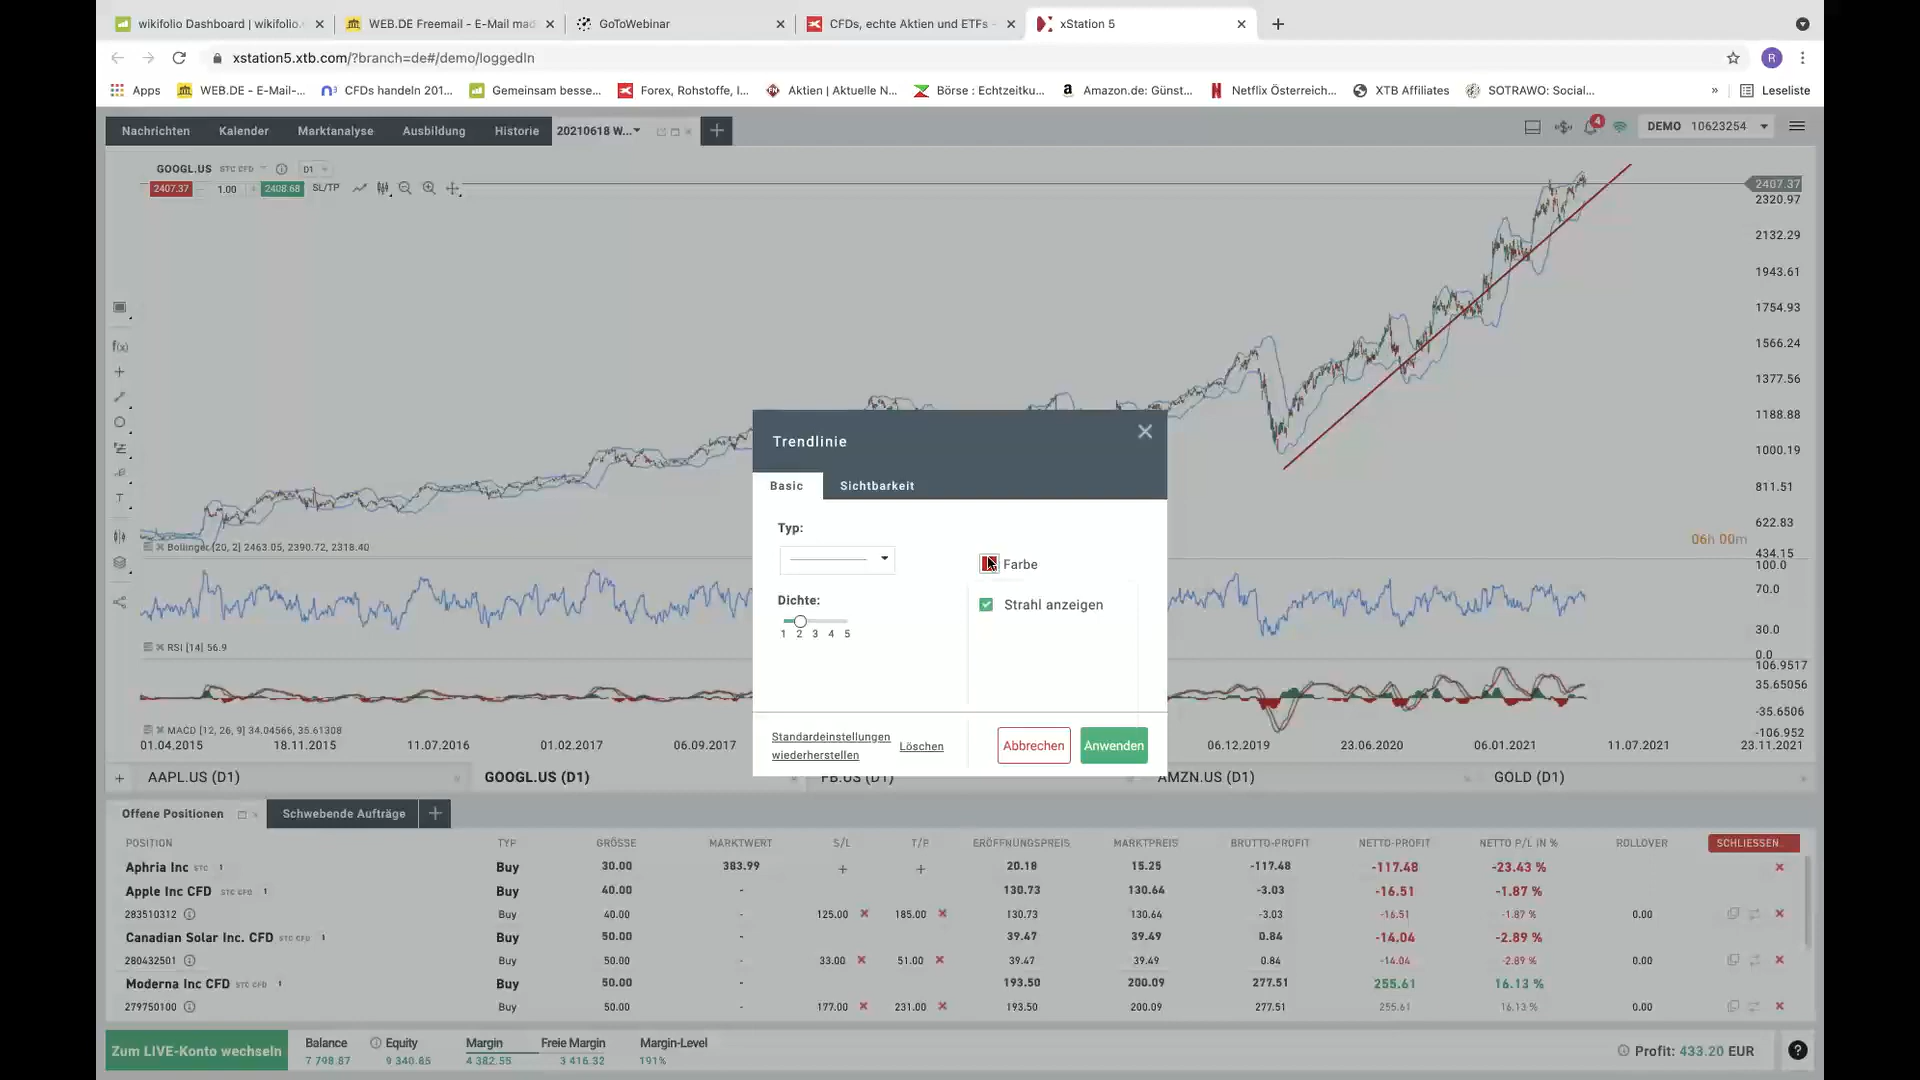 wikifolio Dashboard | wikifolio.
WEB.DE Freemail - E-Mail mad
GoToWebinar
CFDs, echte Aktien und ETFs -
xStation 5
xstation5.xtb.com/?branch=de#/demo/loggedIn
R
Apps
WEB.DE - E-Mail-...
CFDs handeln 201...
Gemeinsam besse...
Forex, Rohstoffe, I...
Aktien | Aktuelle N...
Börse : Echtzeitku...
Amazon.de: Günst...
Netflix Österreich...
XTB Affiliates
SOTRAWO: Social...
»
Leseliste
Nachrichten
Kalender
Marktanalyse
Ausbildung
Historie
20210618 W...
4
DEMO 10623254
GOOGL.US STC CFD D1
2407.37
1.00
2408.68
SL/TP
2407.37
2320.97
2132.29
1943.61
1754.93
1566.24
1377.56
1188.88
1000.19
811.51
622.83
06h 00m
434.15
f(x)
T
Bollinger [20, 2] 2463.05, 2390.72, 2318.40
100.0
70.0
30.0
0.0
RSI [14] 56.9
106.9517
35.65056
-35.6506
-106.952
MACD [12, 26, 9] 34.04566, 35.61308
01.04.2015
18.11.2015
11.07.2016
01.02.2017
06.09.2017
06.12.2019
23.06.2020
06.01.2021
11.07.2021
23.11.2021
Trendlinie
Basic
Sichtbarkeit
Typ:
Farbe
Dichte:
1 2 3 4 5
Strahl anzeigen
Standardeinstellungen
wiederherstellen
Löschen
Abbrechen
Anwenden
AAPL.US (D1)
GOOGL.US (D1)
FB.US (D1)
AMZN.US (D1)
GOLD (D1)
Offene Positionen
Schwebende Aufträge
POSITION TYP GRÖSSE MARKTWERT S/L T/P ERÖFFNUNGSPREIS MARKTPREIS BRUTTO-PROFIT NETTO-PROFIT NETTO P/L IN % ROLLOVER SCHLIESSEN
Aphria Inc STC 1 Buy 30.00 383.99 + + 20.18 15.25 -117.48 -117.48 -23.43 %
Apple Inc CFD STC CFD 1 Buy 40.00 - 130.73 130.64 -3.03 -16.51 -1.87 %
283510312 Buy 40.00 - 125.00 185.00 130.73 130.64 -3.03 -16.51 -1.87 % 0.00
Canadian Solar Inc. CFD STC CFD 1 Buy 50.00 - 39.47 39.49 0.84 -14.04 -2.89 %
280432501 Buy 50.00 - 33.00 51.00 39.47 39.49 0.84 -14.04 -2.89 % 0.00
Moderna Inc CFD STC CFD 1 Buy 50.00 - 193.50 200.09 277.51 255.61 16.13 %
279750100 Buy 50.00 - 177.00 231.00 193.50 200.09 277.51 255.61 16.13 % 0.00
Zum LIVE-Konto wechseln
Balance Equity Margin Freie Margin Margin-Level
7 798.87 9 340.65 4 382.55 3 416.32 191%
Profit: 433.20 EUR
?